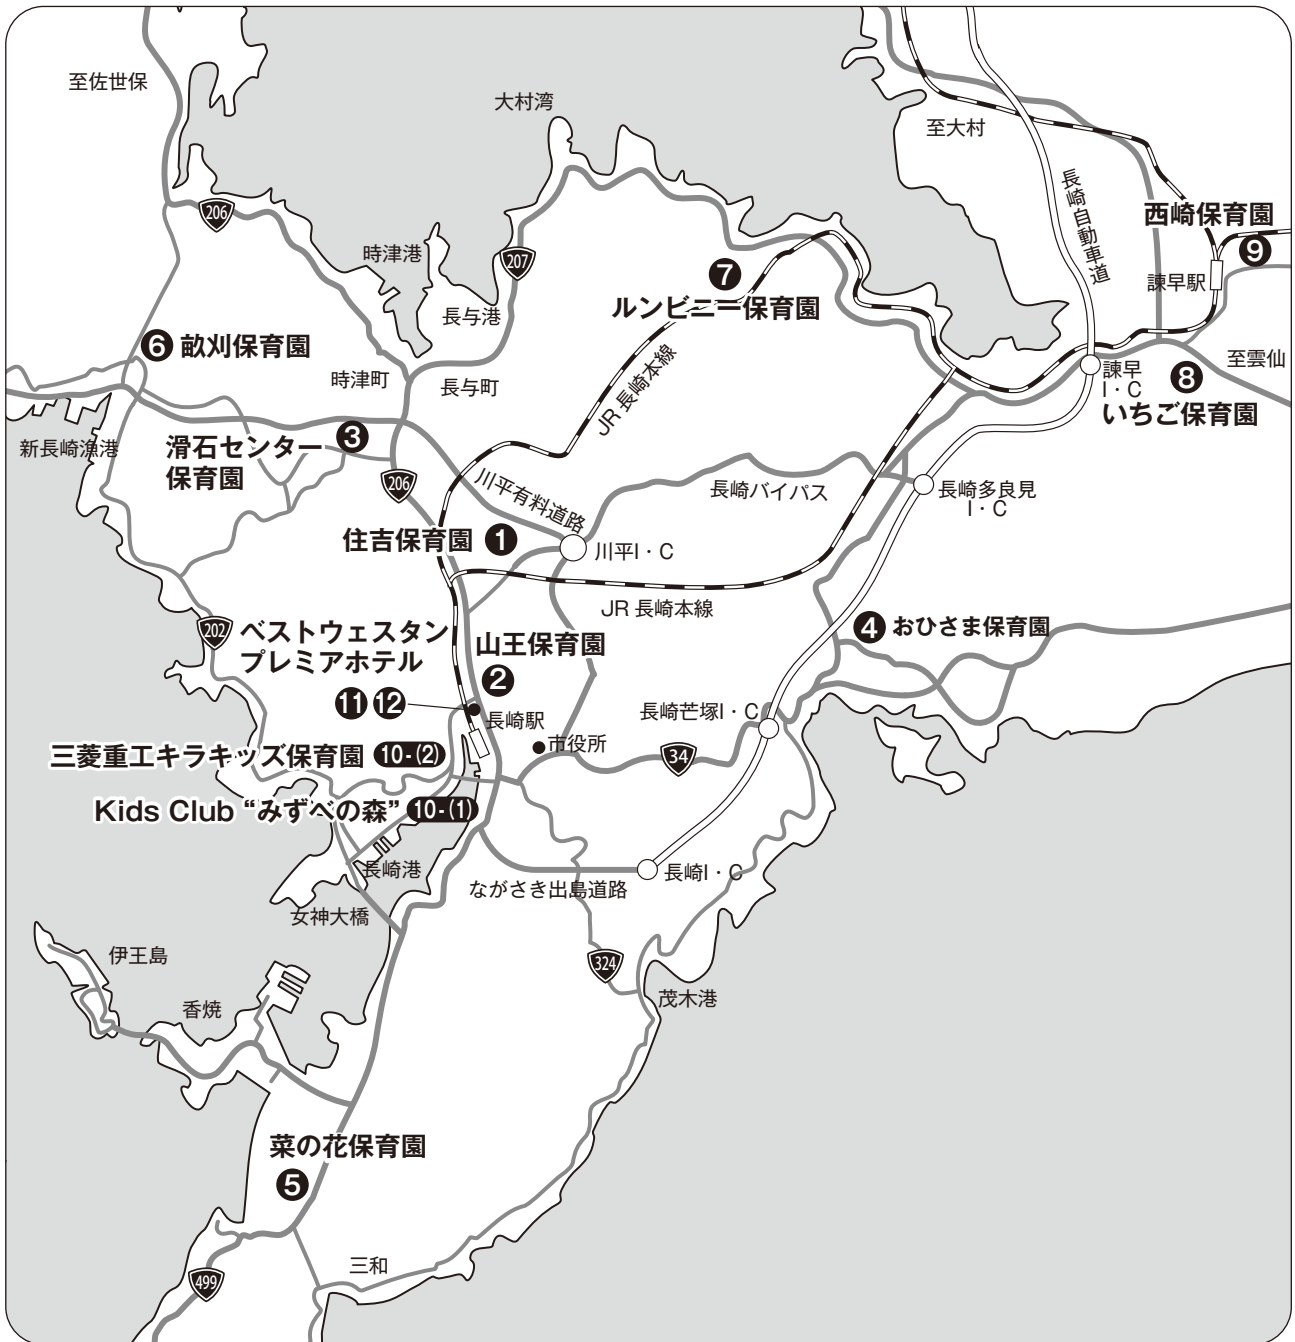 至佐世保
大村湾
至大村
長崎自動車道
西崎保育園
9
206
時津港
207
7
諫早駅
長与港
ルンビニー保育園
6 畝刈保育園
時津町
長与町
JR 長崎本線
諫早
I・C
8
至雲仙
いちご保育園
新長崎漁港
滑石センター
保育園
3
206
川平有料道路
長崎バイパス
長崎多良見
I・C
住吉保育園 1
川平I・C
JR 長崎本線
202
ベストウェスタン
プレミアホテル
山王保育園
2
4 おひさま保育園
11 12
長崎駅
長崎芒塚I・C
市役所
34
三菱重工キラキッズ保育園 10-(2)
Kids Club “みずべの森” 10-(1)
長崎港
ながさき出島道路
長崎I・C
女神大橋
伊王島
324
香焼
茂木港
菜の花保育園
5
三和
499